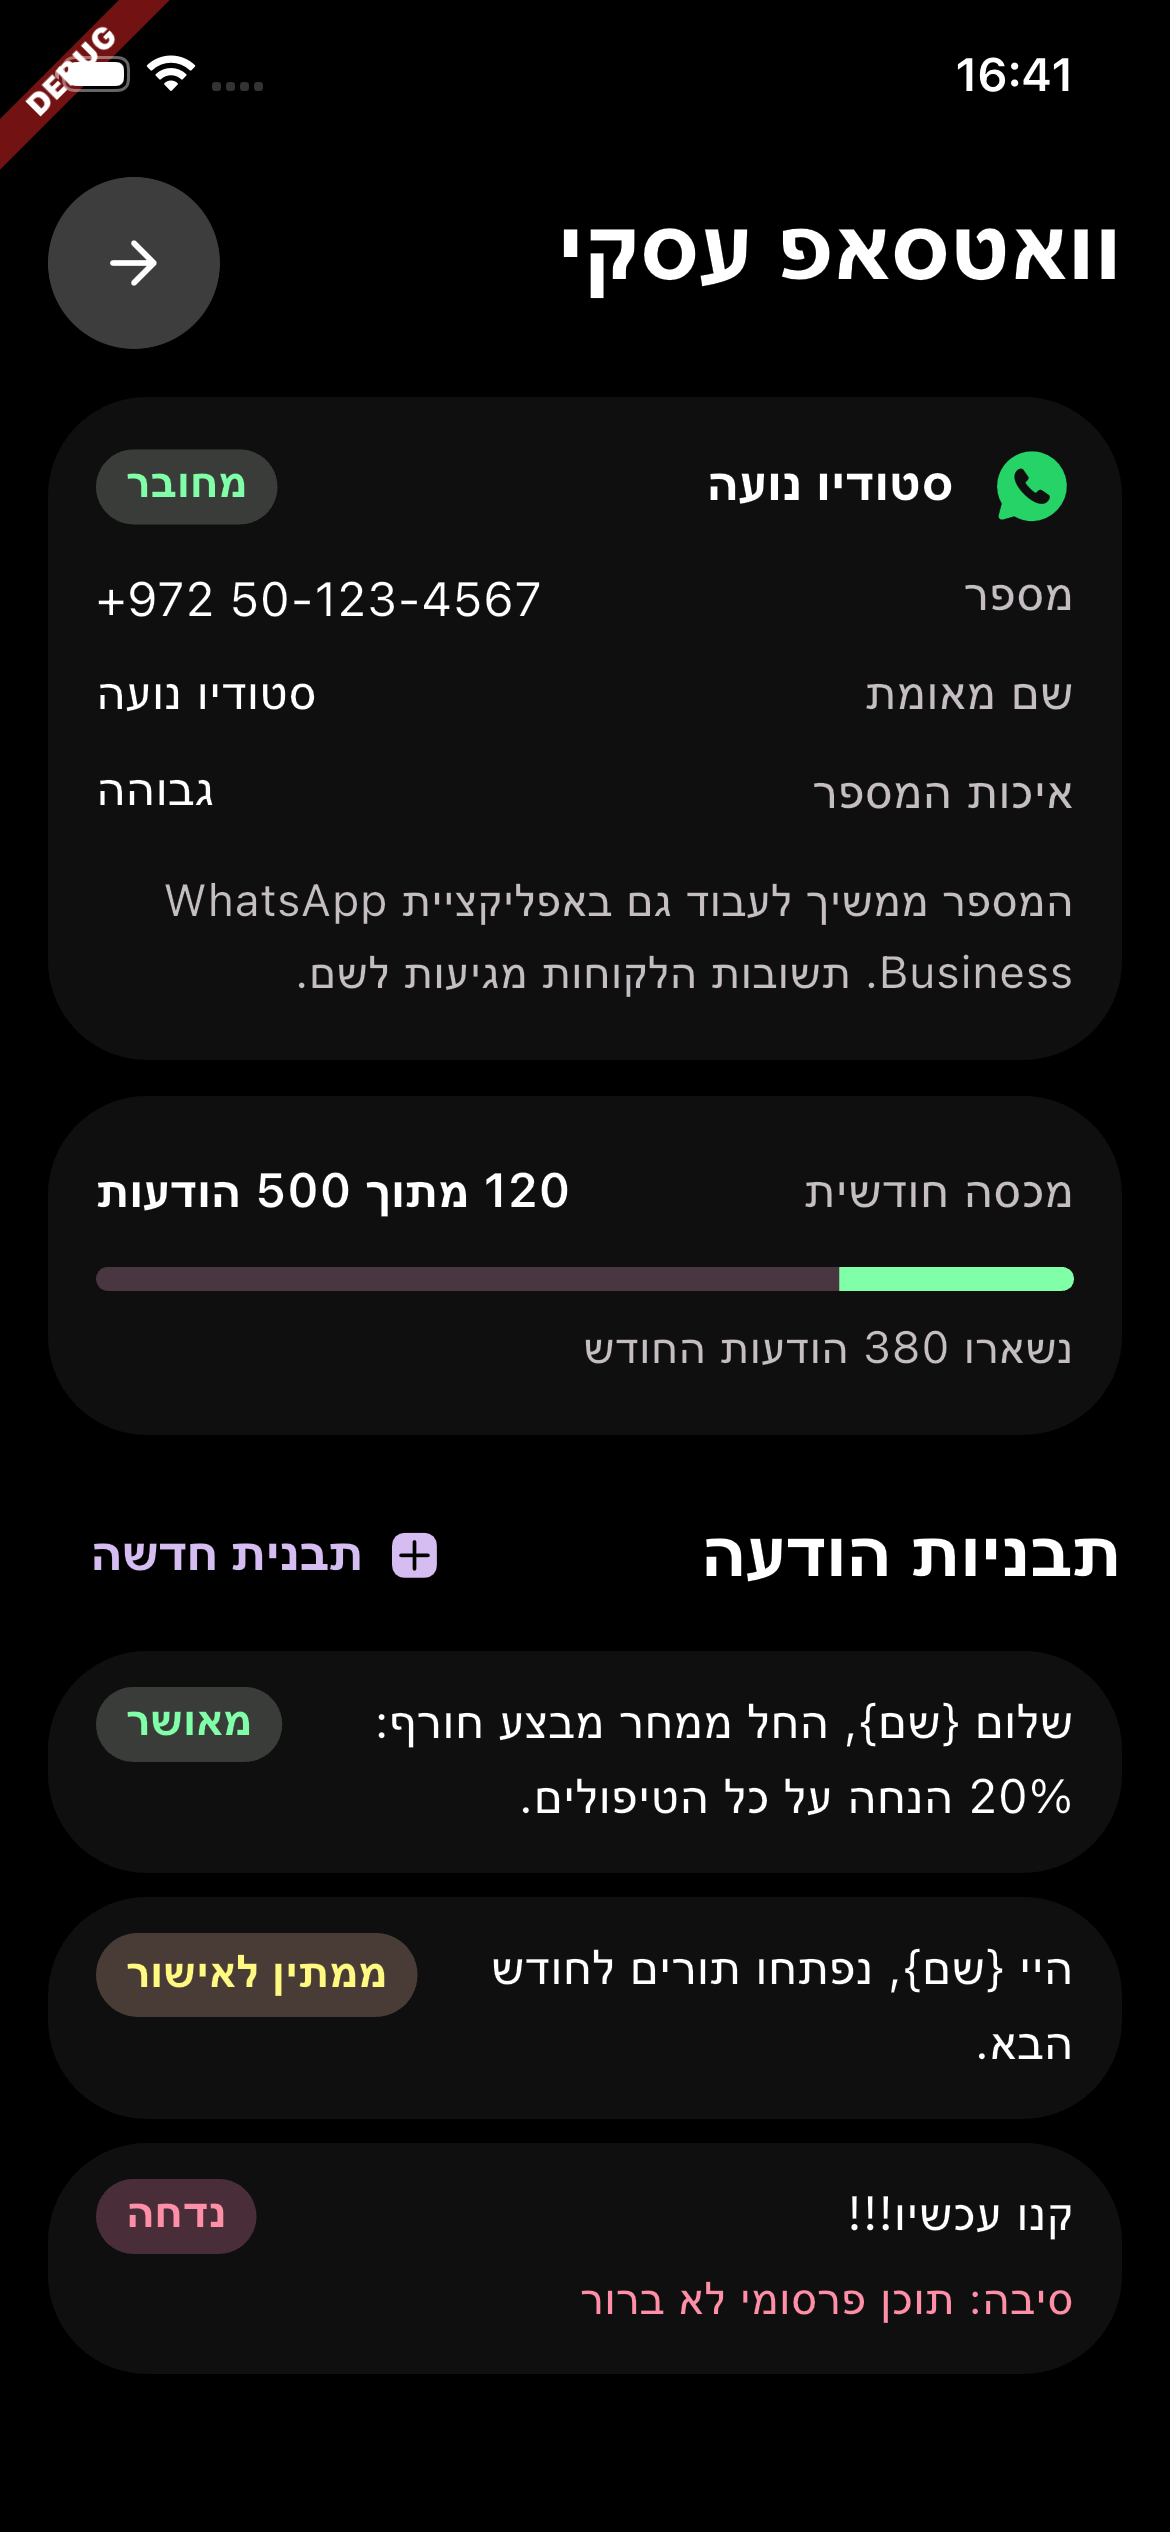 16:41
DEBUG
וואטסאפ עסקי
סטודיו נועה
מחובר
מספר
+972 50-123-4567
שם מאומת
סטודיו נועה
איכות המספר
גבוהה
המספר ממשיך לעבוד גם באפליקציית WhatsApp
Business. תשובות הלקוחות מגיעות לשם.
מכסה חודשית
120 מתוך 500 הודעות
נשארו 380 הודעות החודש
תבניות הודעה
תבנית חדשה
שלום {שם}, החל ממחר מבצע חורף:
20% הנחה על כל הטיפולים.
מאושר
היי {שם}, נפתחו תורים לחודש
הבא.
ממתין לאישור
קנו עכשיו!!!
נדחה
סיבה: תוכן פרסומי לא ברור